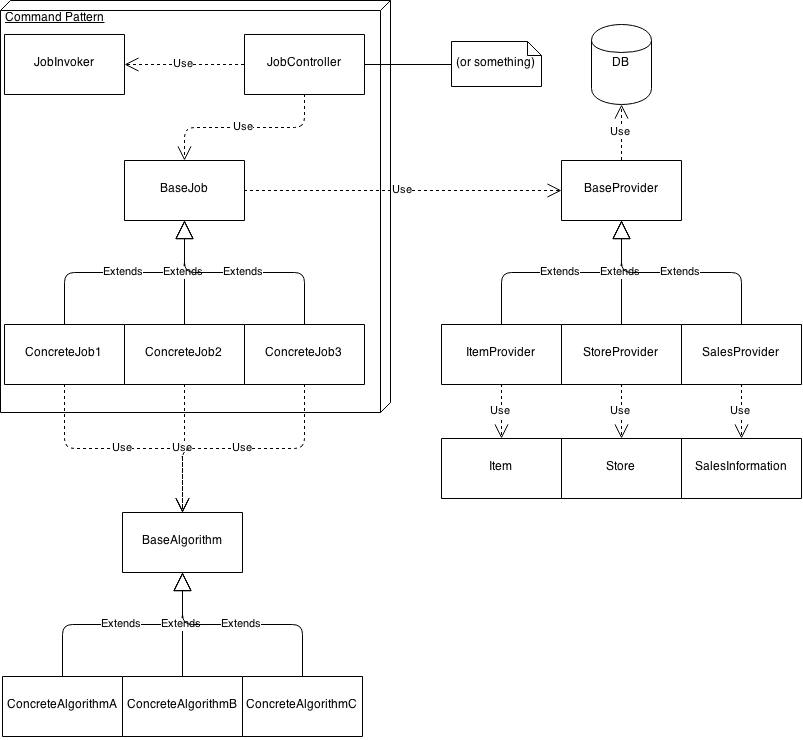 Command Pattern
JobInvoker
Use
JobController
(or something)
DB
Use
Use
BaseJob
Use
BaseProvider
Extends
Extends
Extends
Extends
Extends
Extends
ConcreteJob1
ConcreteJob2
ConcreteJob3
ItemProvider
StoreProvider
SalesProvider
Use
Use
Use
Use
Use
Use
Item
Store
SalesInformation
BaseAlgorithm
Extends
Extends
Extends
ConcreteAlgorithmA
ConcreteAlgorithmB
ConcreteAlgorithmC